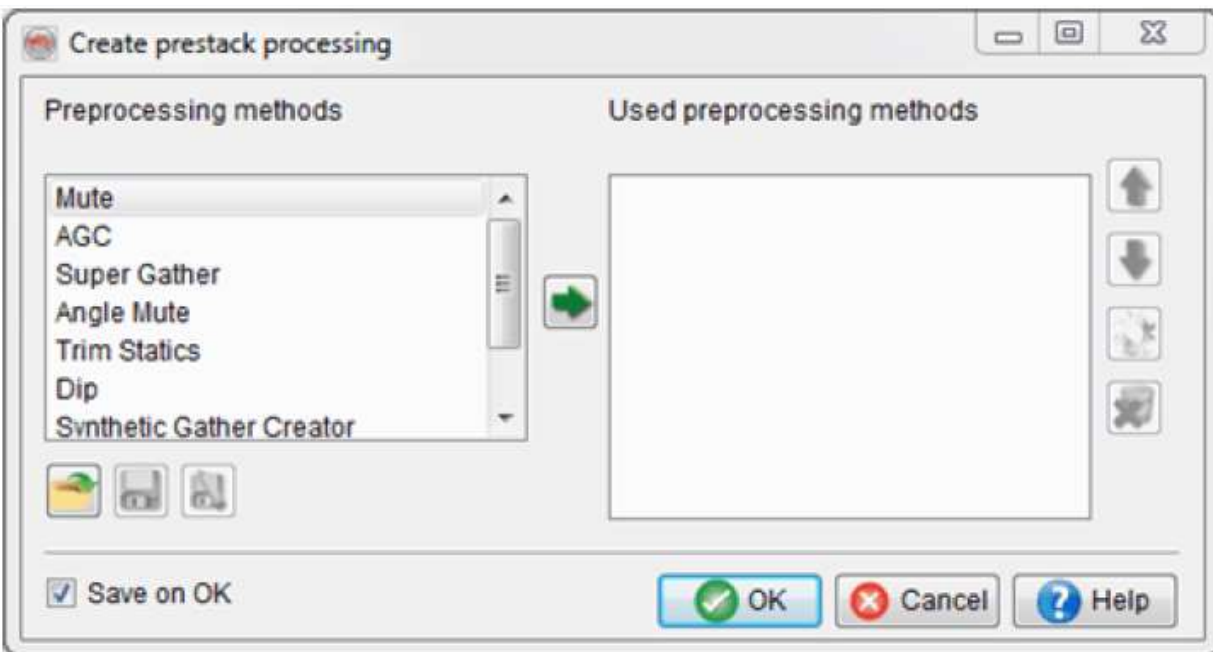 Create prestack processing
Preprocessing methods
Used preprocessing methods
Mute
AGC
Super Gather
Angle Mute
Trim Statics
Dip
Synthetic Gather Creator
Save on OK
OK
Cancel
Help